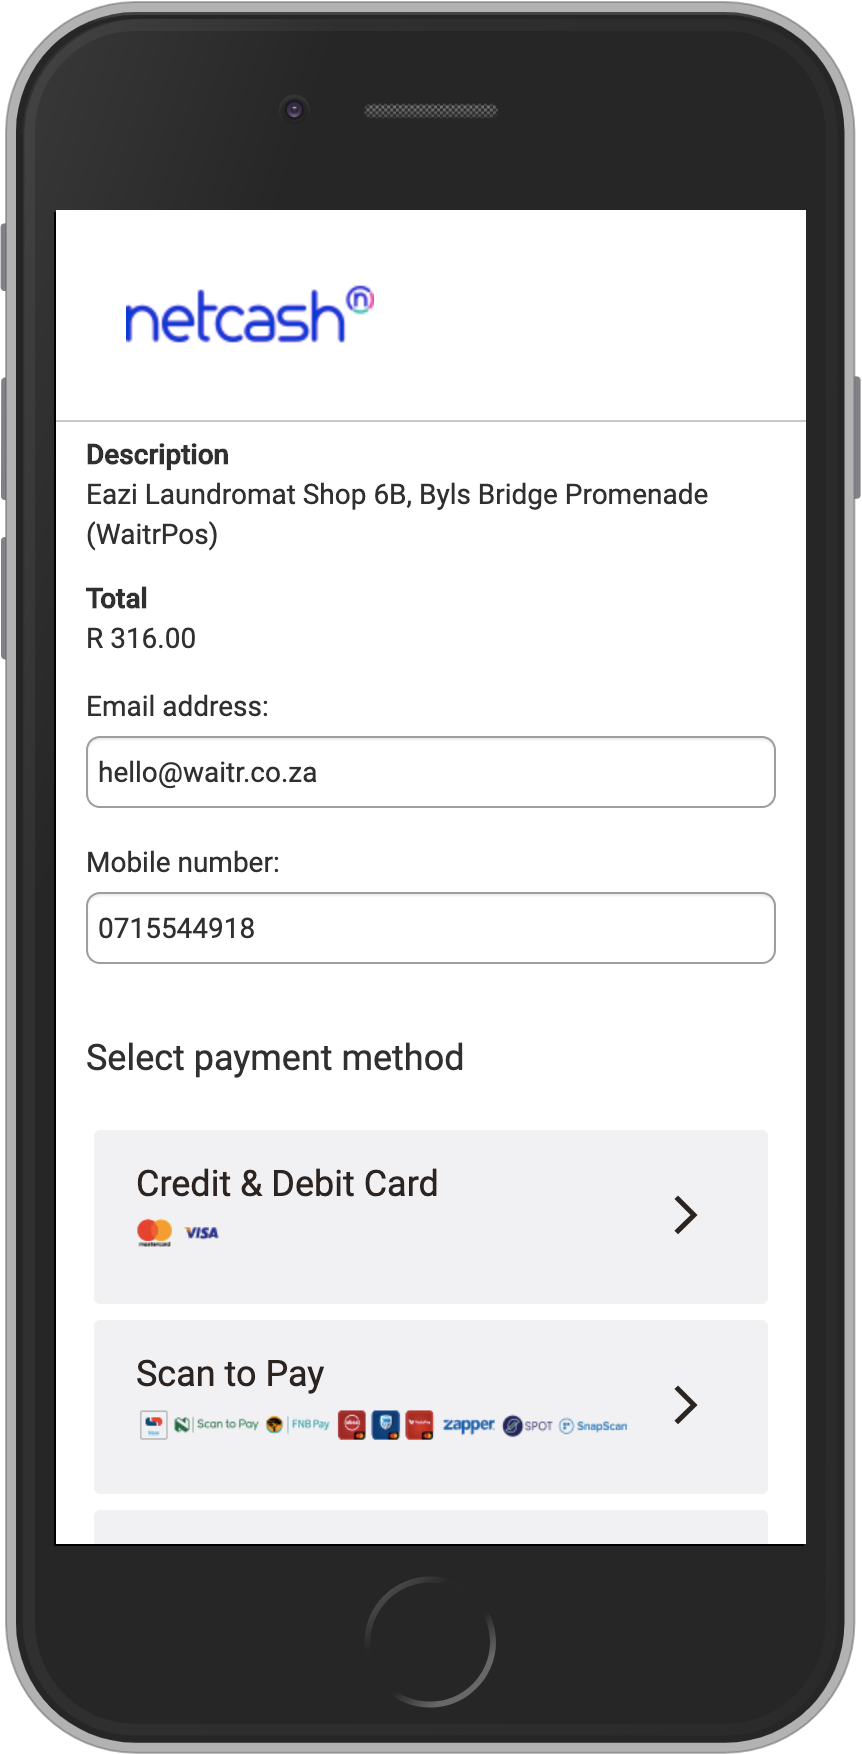 netcash n
Description
Eazi Laundromat Shop 6B, Byls Bridge Promenade
(WaitrPos)
Total
R 316.00
Email address:
hello@waitr.co.za
Mobile number:
0715544918
Select payment method
Credit & Debit Card
mastercard VISA
Scan to Pay
Scan to Pay FNB Pay absa zapper SPOT SnapScan